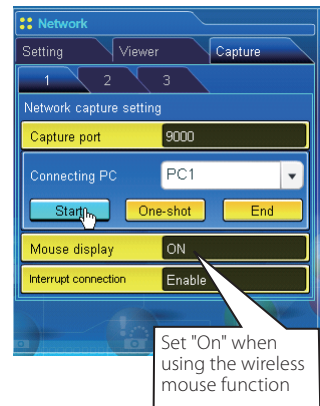 Network
Setting Viewer Capture
1 2 3
Network capture setting
Capture port 9000
Connecting PC PC1
Start One-shot End
Mouse display ON
Interrupt connection Enable
Set "On" when
using the wireless
mouse function